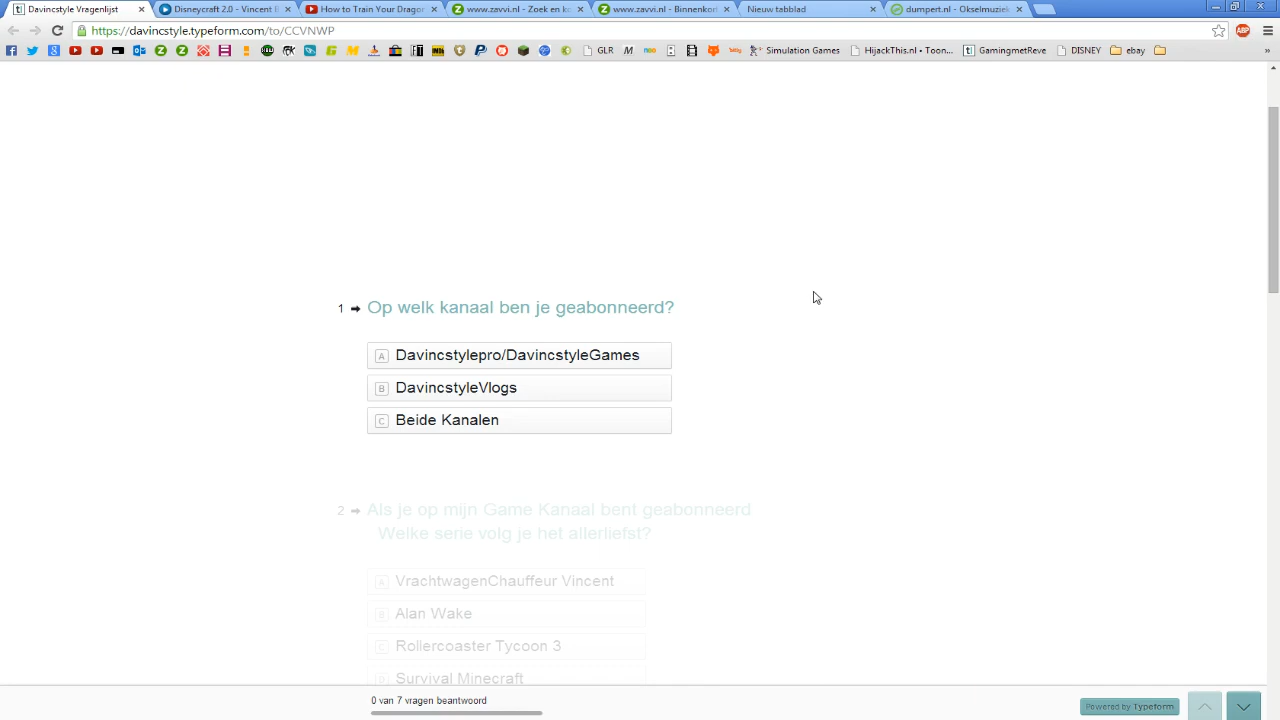 Davincstyle Vragenlijst
Disneycraft 2.0 - Vincent B
How to Train Your Dragon
www.zavvi.nl - Zoek en ko
www.zavvi.nl - Binnenkort
Nieuw tabblad
dumpert.nl - Okselmuziek
https://davincstyle.typeform.com/to/CCVNWP
GLR
Simulation Games
HijackThis.nl • Toon...
GamingmetReve
DISNEY
ebay
1 Op welk kanaal ben je geabonneerd?
A Davincstylepro/DavincstyleGames
B DavincstyleVlogs
C Beide Kanalen
2 Als je op mijn Game Kanaal bent geabonneerd
Welke serie volg je het allerliefst?
A VrachtwagenChauffeur Vincent
B Alan Wake
C Rollercoaster Tycoon 3
D Survival Minecraft
0 van 7 vragen beantwoord
Powered by Typeform